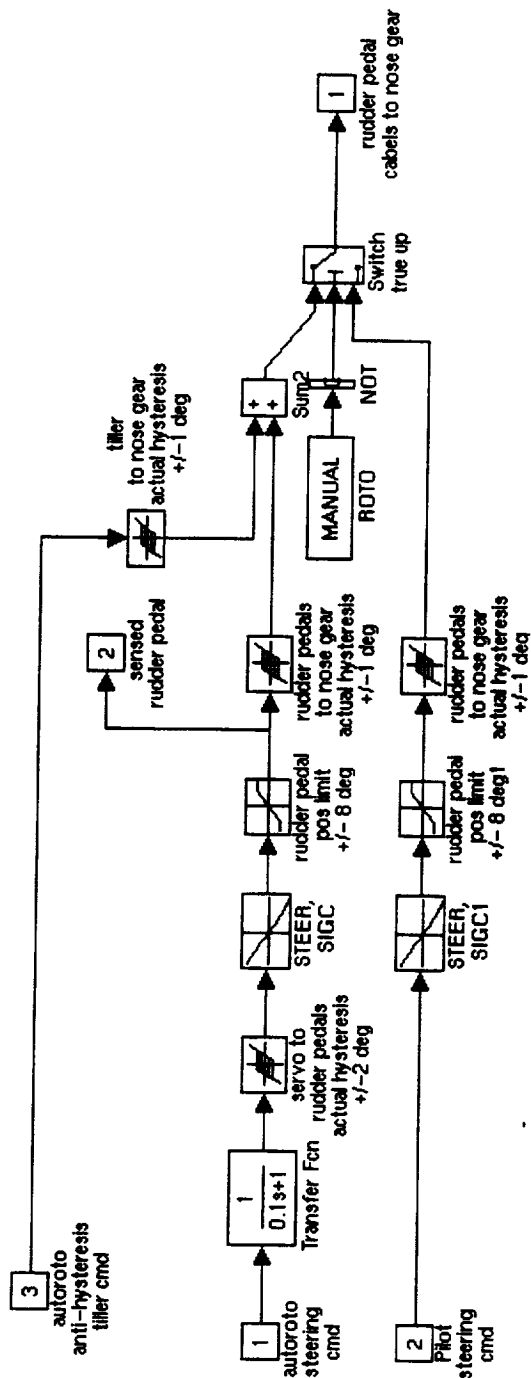 3
autoroto
anti-hysteresis
tiller cmd
tiller
to nose gear
actual hysteresis
+/-1 deg
2
sensed
rudder pedal
1
autoroto
steering
cmd
1
0.1s+1
Transfer Fcn
servo to
rudder pedals
actual hysteresis
+/-2 deg
STEER,
SIGC
rudder pedal
pos limit
+/- 8 deg
rudder pedals
to nose gear
actual hysteresis
+/-1 deg
+
+
Sum2
MANUAL
ROTO
NOT
Switch
true up
1
rudder pedal
cabels to nose gear
2
Pilot
steering
cmd
STEER,
SIGC1
rudder pedal
pos limit
+/- 8 deg1
rudder pedals
to nose gear
actual hysteresis
+/-1 deg